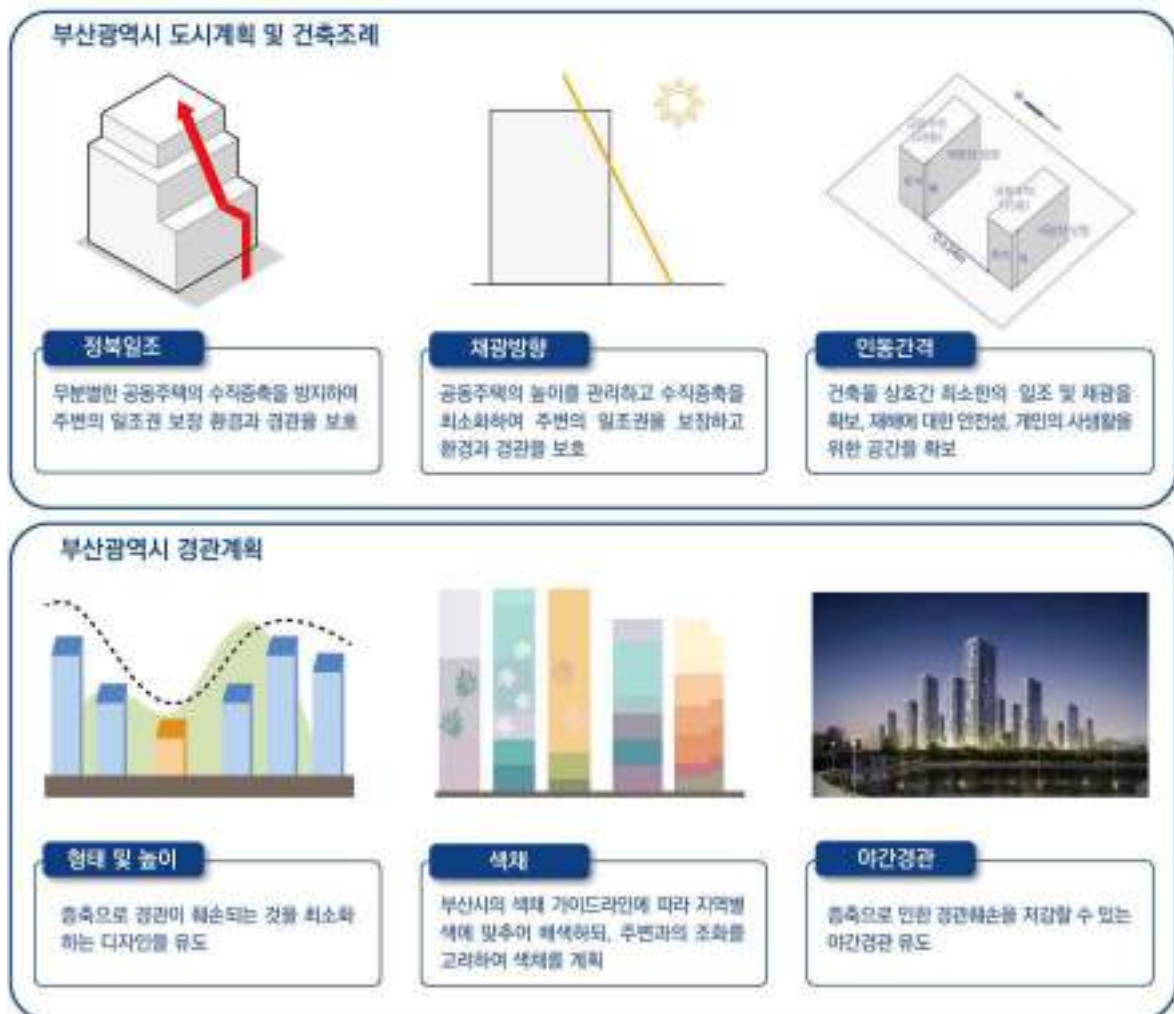 부산광역시 도시계획 및 건축조례
정북일조
무분별한 공동주택의 수직증축을 방지하며
주변의 일조권 보장 환경과 경관을 보호
채광방향
공동주택의 높이를 관리하고 수직증축을
최소화하여 주변의 일조권을 보장하고
환경과 경관을 보호
인동간격
건축물 상호간 최소한의 일조 및 채광을
확보, 재해에 대한 안전성, 개인의 사생활을
위한 공간을 확보
부산광역시 경관계획
형태 및 높이
증축으로 경관이 훼손되는 것을 최소화
하는 디자인을 유도
색채
부산시의 색채 가이드라인에 따라 지역별
색에 맞추어 배색하되, 주변과의 조화를
고려하여 색채를 계획
야간경관
증축으로 인한 경관훼손을 저감할 수 있는
야간경관 유도